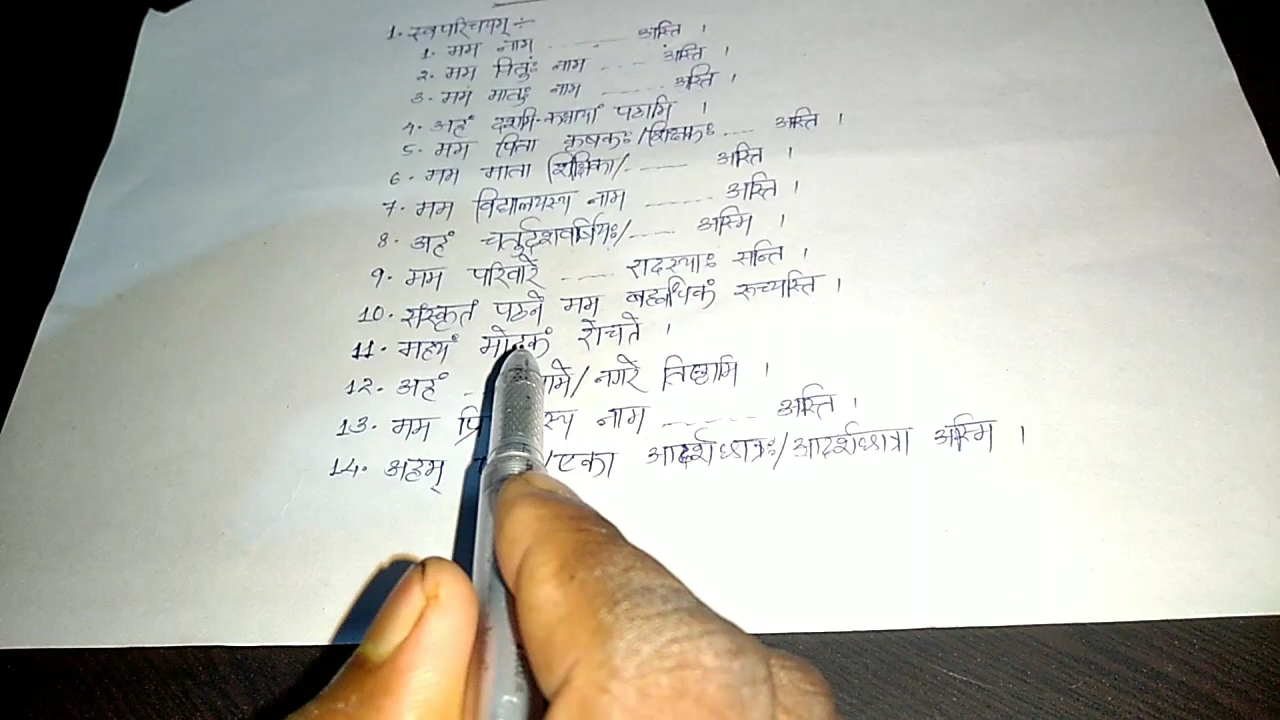 1. स्वपरिचयम् ÷
1. मम नाम ------ अस्ति ।
2. मम पितुः नाम ---- अस्ति ।
3. मम मातुः नाम ------ अस्ति ।
4. अहं दशमि-कक्षायां पठामि ।
5. मम पिता कृषकः/शिक्षकः --- अस्ति ।
6. मम माता शिक्षिका/----- अस्ति ।
7. मम विद्यालयस्य नाम ------ अस्ति ।
8. अहं चतुर्दशवर्षियः/---- अस्मि ।
9. मम परिवारे ----- सदस्याः सन्ति ।
10. संस्कृतं पठने मम बहवधिकं रुच्यस्ति ।
11. मह्यं मोदकं रोचते ।
12. अहं / नगरे तिष्ठामि ।
13. मम नाम ------ अस्ति ।
14. अहम् /एका आदर्शछात्रः/आदर्शछात्रा अस्मि ।